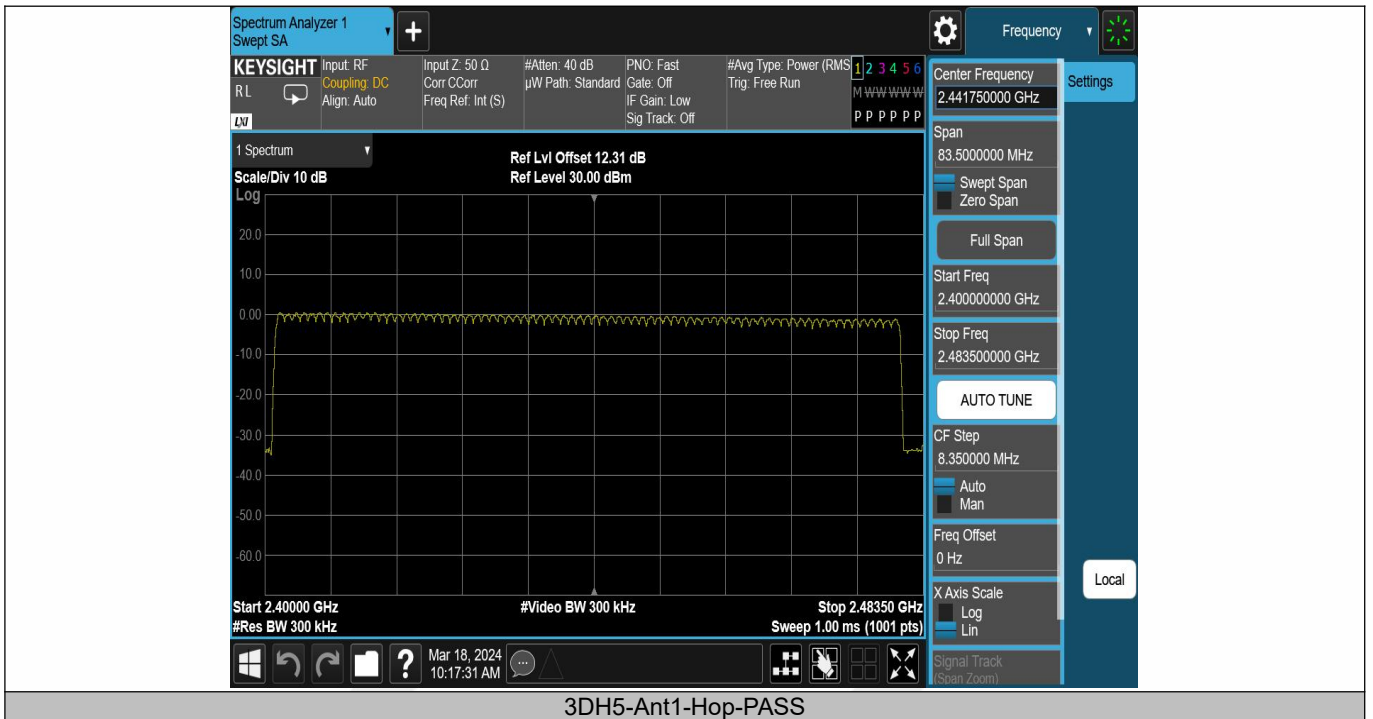 Spectrum Analyzer 1
Swept SA
+
Frequency
KEYSIGHT
RL
LXI
Input: RF
Coupling: DC
Align: Auto
Input Z: 50 Ω
Corr CCorr
Freq Ref: Int (S)
#Atten: 40 dB
µW Path: Standard
PNO: Fast
Gate: Off
IF Gain: Low
Sig Track: Off
#Avg Type: Power (RMS
Trig: Free Run
1 2 3 4 5 6
M W W W W W
P P P P P P
Center Frequency
2.441750000 GHz
Settings
Span
83.5000000 MHz
Swept Span
Zero Span
Full Span
Start Freq
2.400000000 GHz
Stop Freq
2.483500000 GHz
AUTO TUNE
CF Step
8.350000 MHz
Auto
Man
Freq Offset
0 Hz
X Axis Scale
Log
Lin
Signal Track
(Span Zoom)
Local
1 Spectrum
Scale/Div 10 dB
Ref Lvl Offset 12.31 dB
Ref Level 30.00 dBm
Log
20.0
10.0
0.00
-10.0
-20.0
-30.0
-40.0
-50.0
-60.0
Start 2.40000 GHz
#Video BW 300 kHz
Stop 2.48350 GHz
#Res BW 300 kHz
Sweep 1.00 ms (1001 pts)
?
Mar 18, 2024
10:17:31 AM
3DH5-Ant1-Hop-PASS